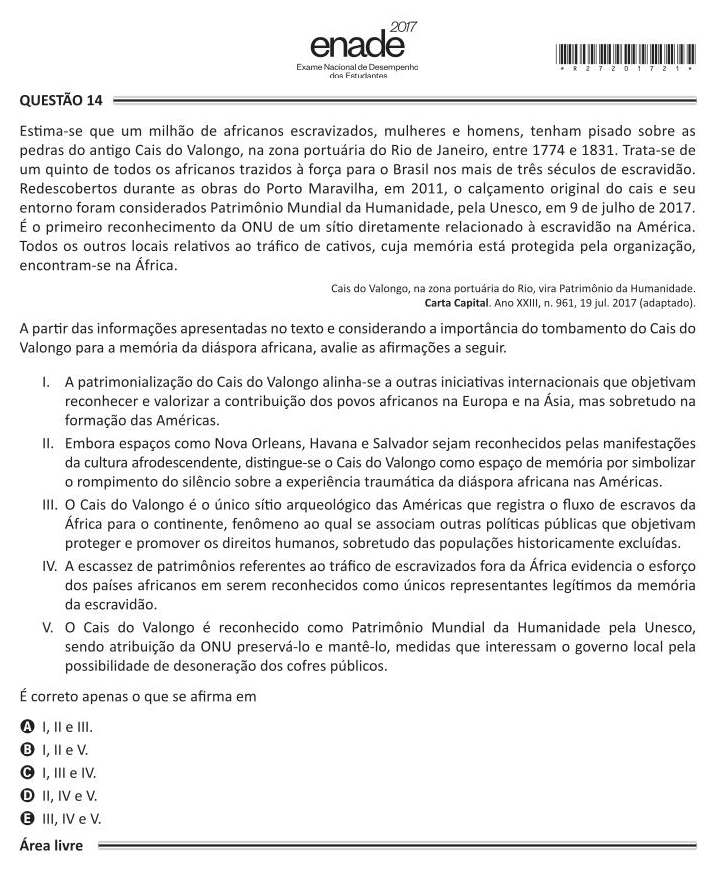 2017
enade
Exame Nacional de Desempenho
dos Estudantes
* R 2 7 2 0 1 7 2 1 *
QUESTÃO 14
Estima-se que um milhão de africanos escravizados, mulheres e homens, tenham pisado sobre as
pedras do antigo Cais do Valongo, na zona portuária do Rio de Janeiro, entre 1774 e 1831. Trata-se de
um quinto de todos os africanos trazidos à força para o Brasil nos mais de três séculos de escravidão.
Redescobertos durante as obras do Porto Maravilha, em 2011, o calçamento original do cais e seu
entorno foram considerados Patrimônio Mundial da Humanidade, pela Unesco, em 9 de julho de 2017.
É o primeiro reconhecimento da ONU de um sítio diretamente relacionado à escravidão na América.
Todos os outros locais relativos ao tráfico de cativos, cuja memória está protegida pela organização,
encontram-se na África.
Cais do Valongo, na zona portuária do Rio, vira Patrimônio da Humanidade.
Carta Capital. Ano XXIII, n. 961, 19 jul. 2017 (adaptado).
A partir das informações apresentadas no texto e considerando a importância do tombamento do Cais do
Valongo para a memória da diáspora africana, avalie as afirmações a seguir.
I. A patrimonialização do Cais do Valongo alinha-se a outras iniciativas internacionais que objetivam
reconhecer e valorizar a contribuição dos povos africanos na Europa e na Ásia, mas sobretudo na
formação das Américas.
II. Embora espaços como Nova Orleans, Havana e Salvador sejam reconhecidos pelas manifestações
da cultura afrodescendente, distingue-se o Cais do Valongo como espaço de memória por simbolizar
o rompimento do silêncio sobre a experiência traumática da diáspora africana nas Américas.
III. O Cais do Valongo é o único sítio arqueológico das Américas que registra o fluxo de escravos da
África para o continente, fenômeno ao qual se associam outras políticas públicas que objetivam
proteger e promover os direitos humanos, sobretudo das populações historicamente excluídas.
IV. A escassez de patrimônios referentes ao tráfico de escravizados fora da África evidencia o esforço
dos países africanos em serem reconhecidos como únicos representantes legítimos da memória
da escravidão.
V. O Cais do Valongo é reconhecido como Patrimônio Mundial da Humanidade pela Unesco,
sendo atribuição da ONU preservá-lo e mantê-lo, medidas que interessam o governo local pela
possibilidade de desoneração dos cofres públicos.
É correto apenas o que se afirma em
A I, II e III.
B I, II e V.
C I, III e IV.
D II, IV e V.
E III, IV e V.
Área livre